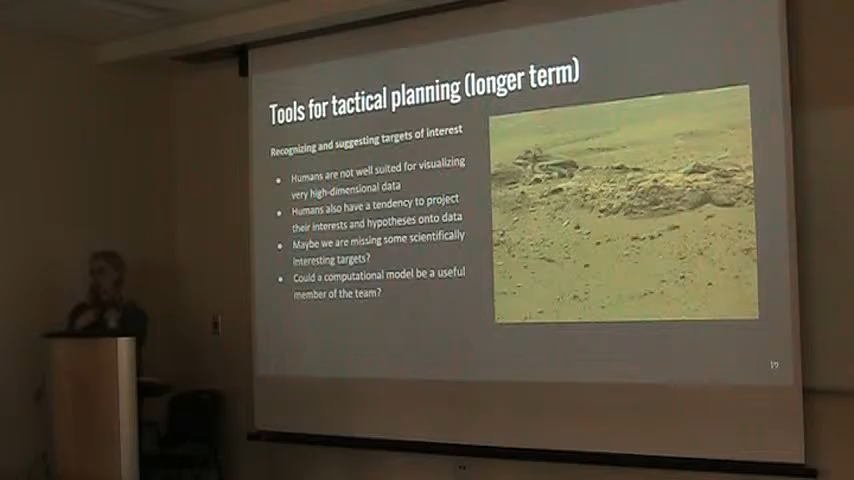 Tools for tactical planning (longer term)
Recognizing and suggesting targets of interest
Humans are not well suited for visualizing
very high-dimensional data
Humans also have a tendency to project
their interests and hypotheses onto data
Maybe we are missing some scientifically
interesting targets?
Could a computational model be a useful
member of the team?
19